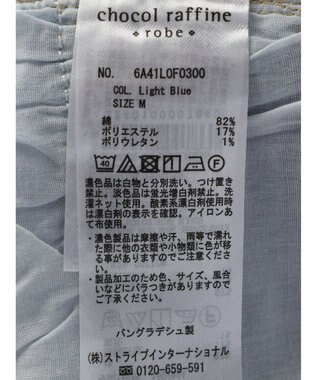 chocol raffine
robe
NO. 6A41L0F0300
COL. Light Blue
SIZE M
綿 82%
ポリエステル 17%
ポリウレタン 1%
40
濃色品は白物と分別洗い。つけ置き
禁止。淡色品は蛍光増白剤禁止。洗
濯ネット使用。酸素系漂白剤使用時
は漂白剤の表示を確認。アイロンあ
て布使用。
・濃色製品は摩擦や汗、雨等で濡れ
た際に他の衣類や小物類に色が移
る事がありますのでご注意ください。
・製品加工のため色、サイズ、風合
いなどにバラつきがありますので
ご了承ください。
バングラデシュ製
(株)ストライプインターナショナル
☎ 0120-659-591